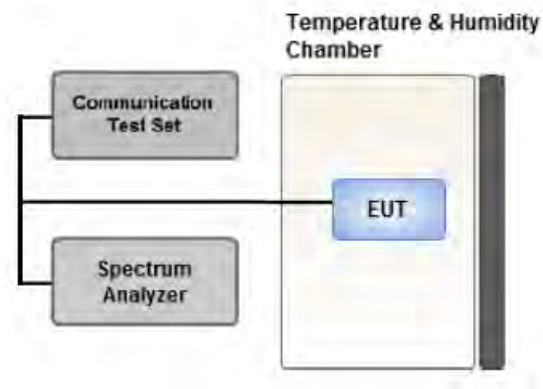 Temperature & Humidity
Chamber
Communication
Test Set
EUT
Spectrum
Analyzer